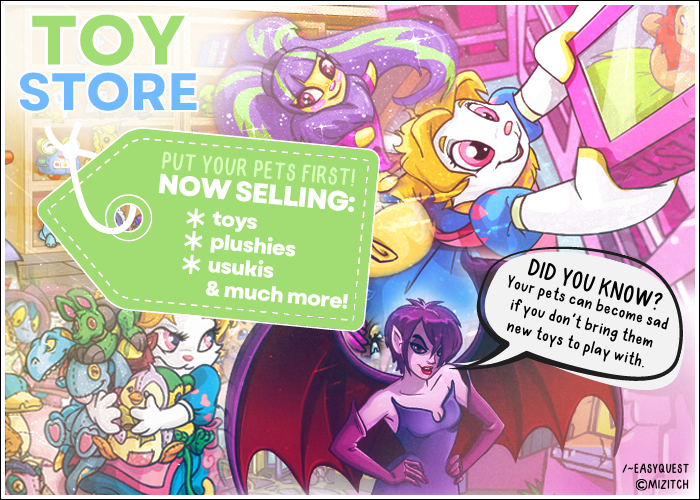 TOY
STORE
PUT YOUR PETS FIRST!
NOW SELLING:
* toys
* plushies
* usukis
& much more!
DID YOU KNOW?
Your pets can become sad
if you don't bring them
new toys to play with.
/~EASYQUEST
©MIZITCH